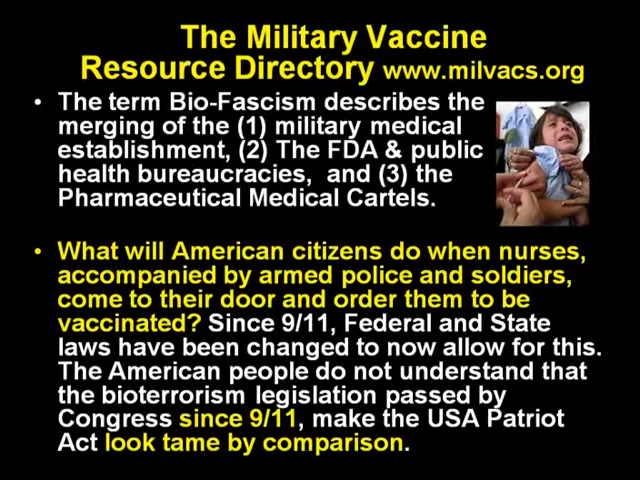 The Military Vaccine
Resource Directory www.milvacs.org
• The term Bio-Fascism describes the
merging of the (1) military medical
establishment, (2) The FDA & public
health bureaucracies, and (3) the
Pharmaceutical Medical Cartels.
• What will American citizens do when nurses,
accompanied by armed police and soldiers,
come to their door and order them to be
vaccinated? Since 9/11, Federal and State
laws have been changed to now allow for this.
The American people do not understand that
the bioterrorism legislation passed by
Congress since 9/11, make the USA Patriot
Act look tame by comparison.